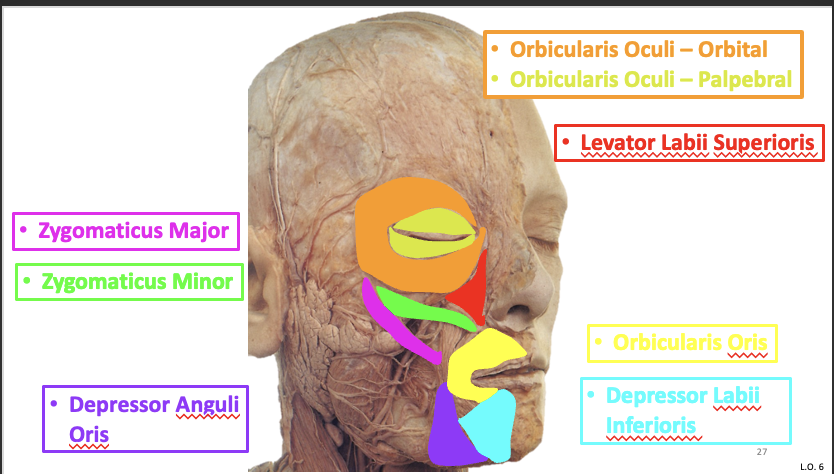 • Orbicularis Oculi – Orbital
• Orbicularis Oculi – Palpebral
• Levator Labii Superioris
• Zygomaticus Major
• Zygomaticus Minor
• Orbicularis Oris
• Depressor Anguli
Oris
• Depressor Labii
Inferioris
27
L.O. 6